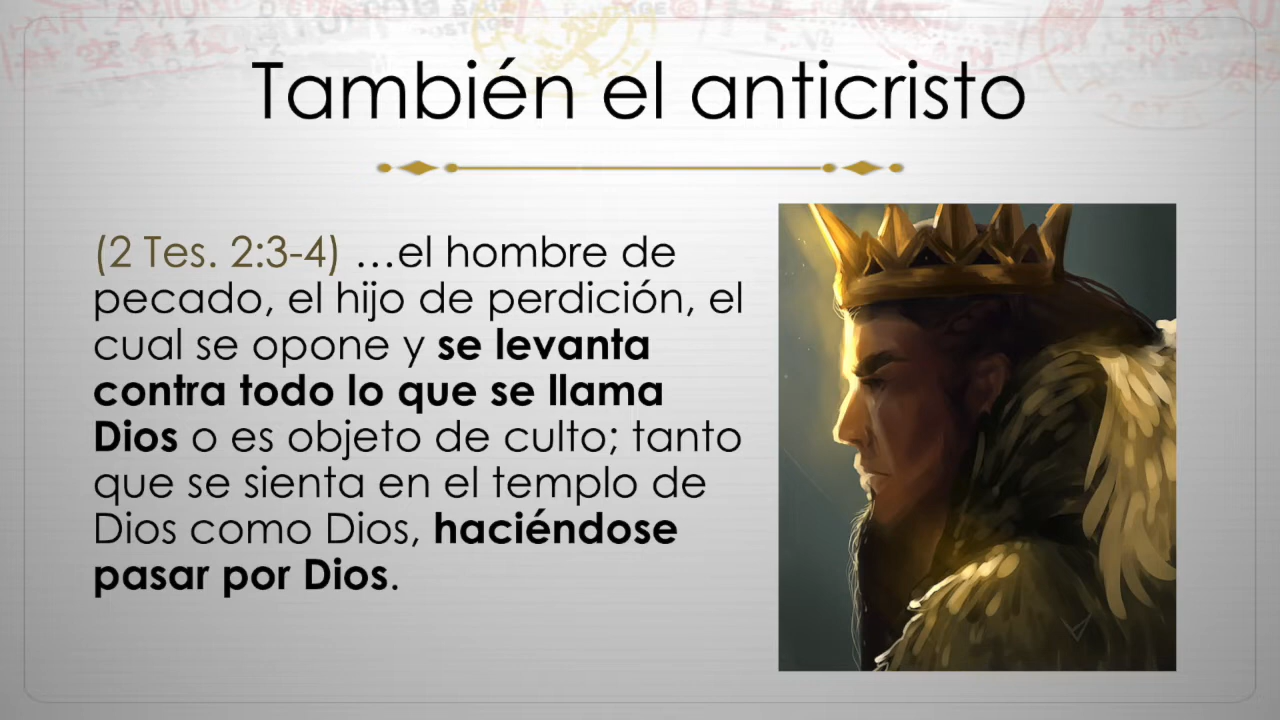 También el anticristo
(2 Tes. 2:3-4) …el hombre de
pecado, el hijo de perdición, el
cual se opone y se levanta
contra todo lo que se llama
Dios o es objeto de culto; tanto
que se sienta en el templo de
Dios como Dios, haciéndose
pasar por Dios.